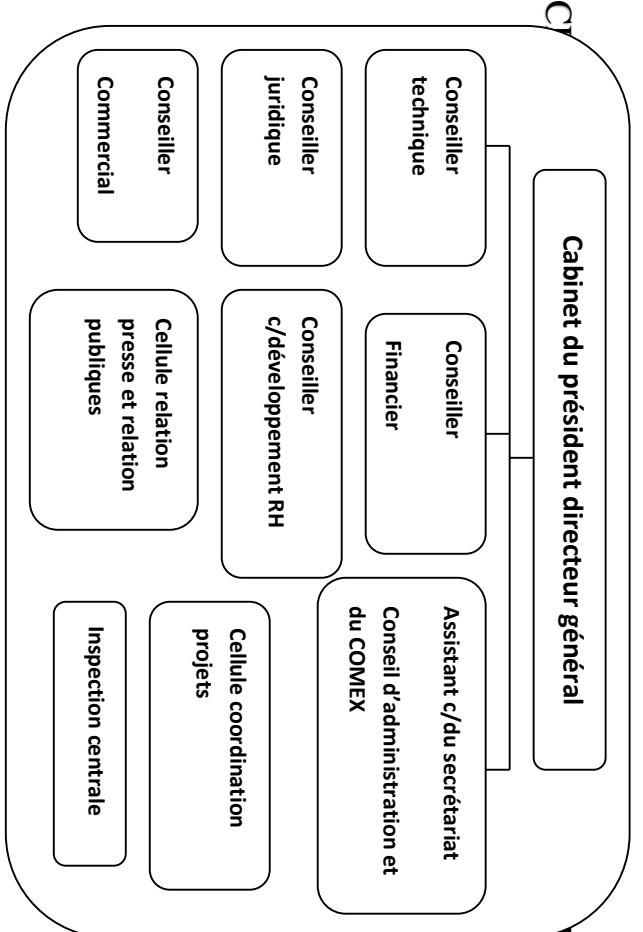 Cabinet du président directeur général
Conseiller
technique
Conseiller
Financier
Assistant c/du secrétariat
Conseil d'administration et
du COMEX
Conseiller
juridique
Conseiller
c/développement RH
Cellule coordination
projets
Conseiller
Commercial
Cellule relation
presse et relation
publiques
Inspection centrale